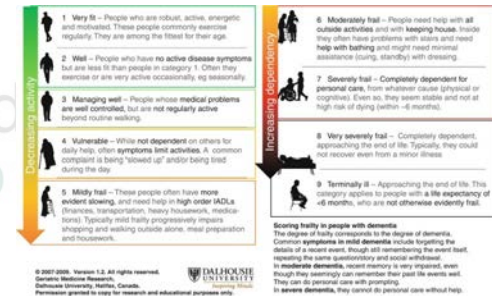 Decreasing activity
1 Very fit – People who are robust, active, energetic
and motivated. These people commonly exercise
regularly. They are among the fittest for their age.
2 Well – People who have no active disease symptoms
but are less fit than people in category 1. Often they
exercise or are very active occasionally, eg seasonally.
3 Managing well – People whose medical problems
are well controlled, but are not regularly active
beyond routine walking.
4 Vulnerable – While not dependent on others for
daily help, often symptoms limit activities. A common
complaint is being "slowed up" and/or being tired
during the day.
5 Mildly frail – These people often have more
evident slowing, and need help in high order IADLs
(finances, transportation, heavy housework, medica-
tions). Typically mild frailty progressively impairs
shopping and walking outside alone, meal preparation
and housework.
© 2007-2009. Version 1.2. All rights reserved.
Geriatric Medicine Research,
Dalhousie University, Halifax, Canada.
Permission granted to copy for research and educational purposes only.
DALHOUSIE
UNIVERSITY
Inspiring Minds
Increasing dependency
6 Moderately frail – People need help with all
outside activities and with keeping house. Inside
they often have problems with stairs and need
help with bathing and might need minimal
assistance (cuing, standby) with dressing.
7 Severely frail – Completely dependent for
personal care, from whatever cause (physical or
cognitive). Even so, they seem stable and not at
high risk of dying (within ~6 months).
8 Very severely frail – Completely dependent,
approaching the end of life. Typically, they could
not recover even from a minor illness
9 Terminally ill – Approaching the end of life. This
category applies to people with a life expectancy of
<6 months, who are not otherwise evidently frail.
Scoring frailty in people with dementia
The degree of frailty corresponds to the degree of dementia.
Common symptoms in mild dementia include forgetting the
details of a recent event, though still remembering the event itself,
repeating the same question/story and social withdrawal.
In moderate dementia, recent memory is very impaired, even
though they seemingly can remember their past life events well.
They can do personal care with prompting.
In severe dementia, they cannot do personal care without help.